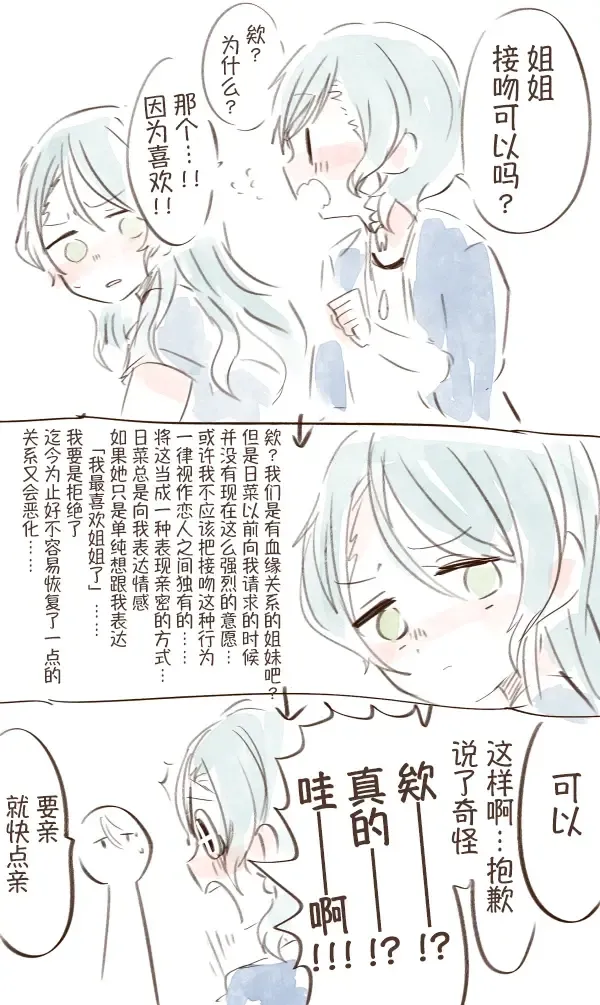 姐姐
接吻可以吗?
欸?
为什么?
那个…!!
因为喜欢!!
欸?我们是有血缘关系的姐妹吧?
但是日菜以前向我请求的时候
并没有现在这么强烈的意愿…
或许我不应该把接吻这种行为
一律视作恋人之间独有的……
将这当成一种表现亲密的方式…
日菜总是向我表达情感
如果她只是单纯想跟我表达
「我最喜欢姐姐了」……
我要是拒绝了
迄今为止好不容易恢复了一点的
关系又会恶化……
可以
这样啊…抱歉
说了奇怪
欸——!?
真的——!?
哇——啊!!!
要亲
就快点亲